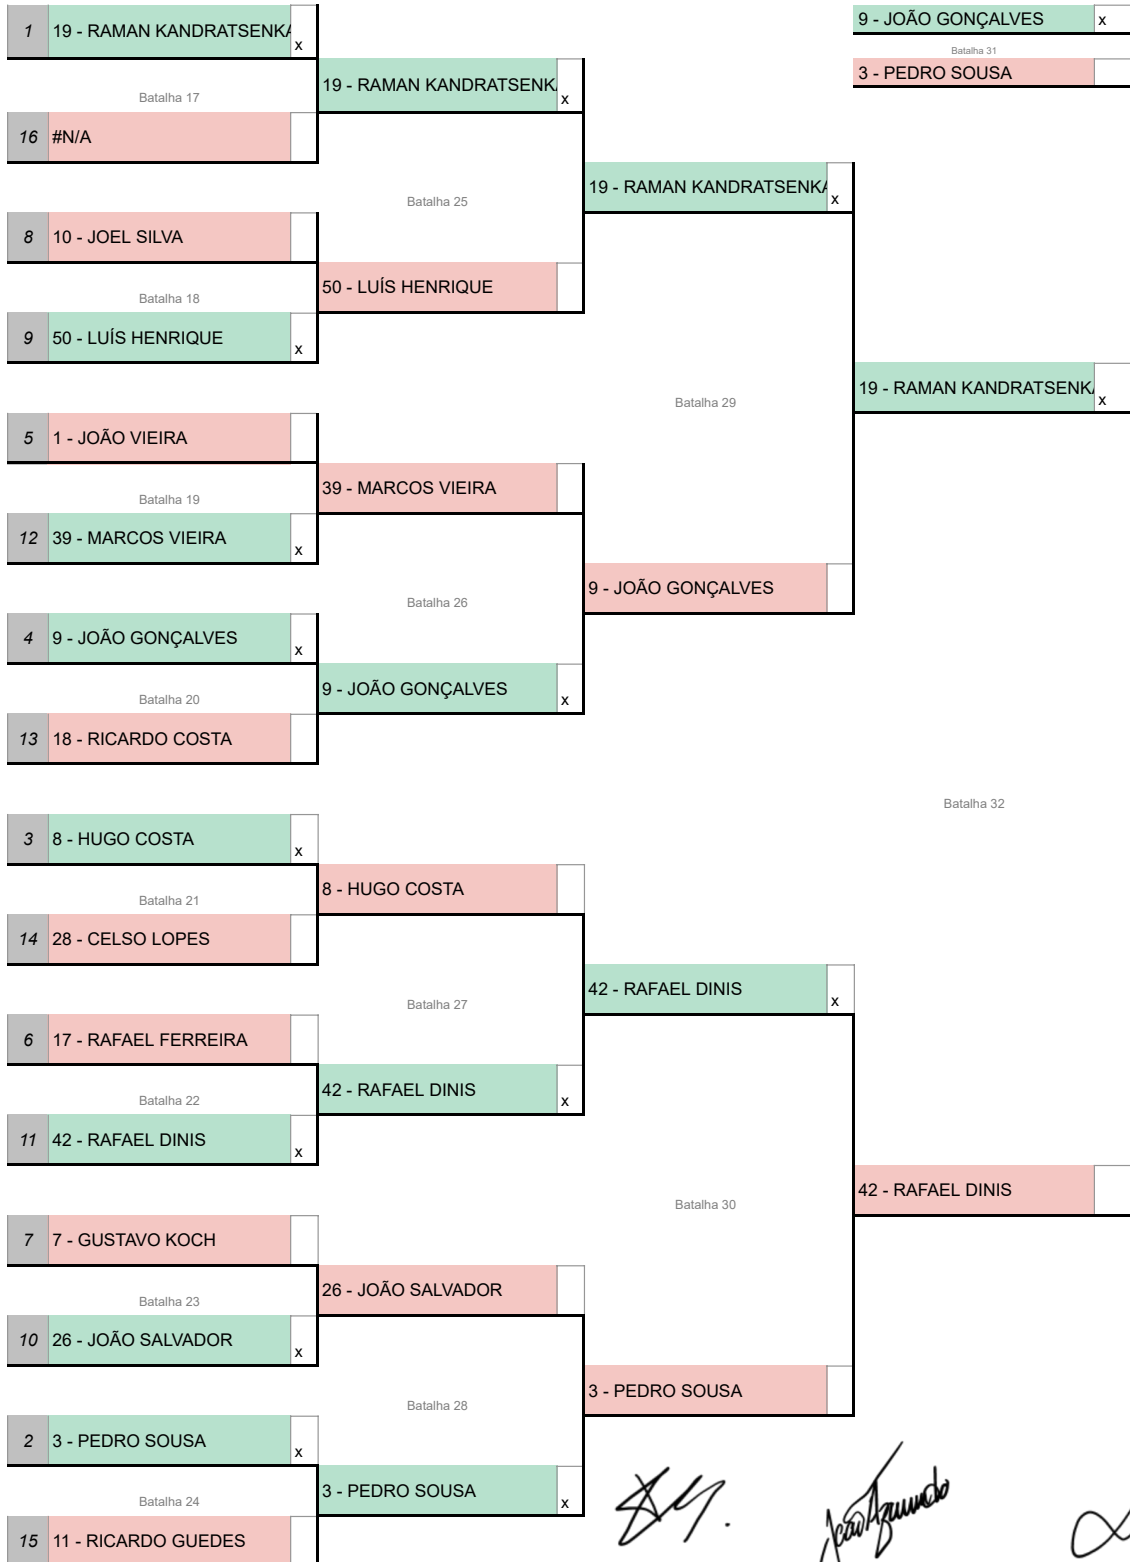 1 19 - RAMAN KANDRATSENKA x
Batalha 17
16 #N/A
8 10 - JOEL SILVA
Batalha 18
9 50 - LUÍS HENRIQUE x
5 1 - JOÃO VIEIRA
Batalha 19
12 39 - MARCOS VIEIRA x
4 9 - JOÃO GONÇALVES x
Batalha 20
13 18 - RICARDO COSTA
3 8 - HUGO COSTA x
Batalha 21
14 28 - CELSO LOPES
6 17 - RAFAEL FERREIRA
Batalha 22
11 42 - RAFAEL DINIS x
7 7 - GUSTAVO KOCH
Batalha 23
10 26 - JOÃO SALVADOR x
2 3 - PEDRO SOUSA x
Batalha 24
15 11 - RICARDO GUEDES
19 - RAMAN KANDRATSENK x
Batalha 25
50 - LUÍS HENRIQUE
39 - MARCOS VIEIRA
Batalha 26
9 - JOÃO GONÇALVES x
8 - HUGO COSTA
Batalha 27
42 - RAFAEL DINIS x
26 - JOÃO SALVADOR
Batalha 28
3 - PEDRO SOUSA x
19 - RAMAN KANDRATSENKA x
Batalha 29
9 - JOÃO GONÇALVES
42 - RAFAEL DINIS x
Batalha 30
3 - PEDRO SOUSA
9 - JOÃO GONÇALVES x
Batalha 31
3 - PEDRO SOUSA
19 - RAMAN KANDRATSENKA x
Batalha 32
42 - RAFAEL DINIS